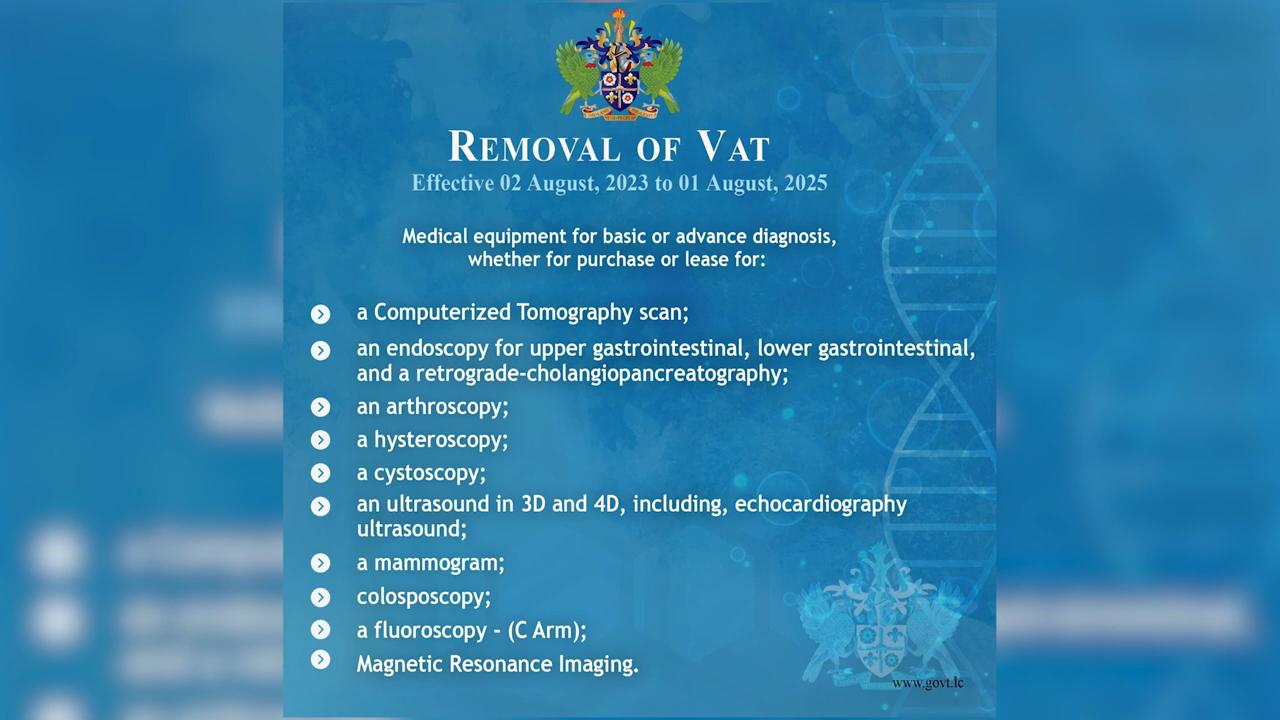 REMOVAL OF VAT
Effective 02 August, 2023 to 01 August, 2025
Medical equipment for basic or advance diagnosis,
whether for purchase or lease for:
a Computerized Tomography scan;
an endoscopy for upper gastrointestinal, lower gastrointestinal,
and a retrograde-cholangiopancreatography;
an arthroscopy;
a hysteroscopy;
a cystoscopy;
an ultrasound in 3D and 4D, including, echocardiography
ultrasound;
a mammogram;
colosposcopy;
a fluoroscopy - (C Arm);
Magnetic Resonance Imaging.
www.govt.lc